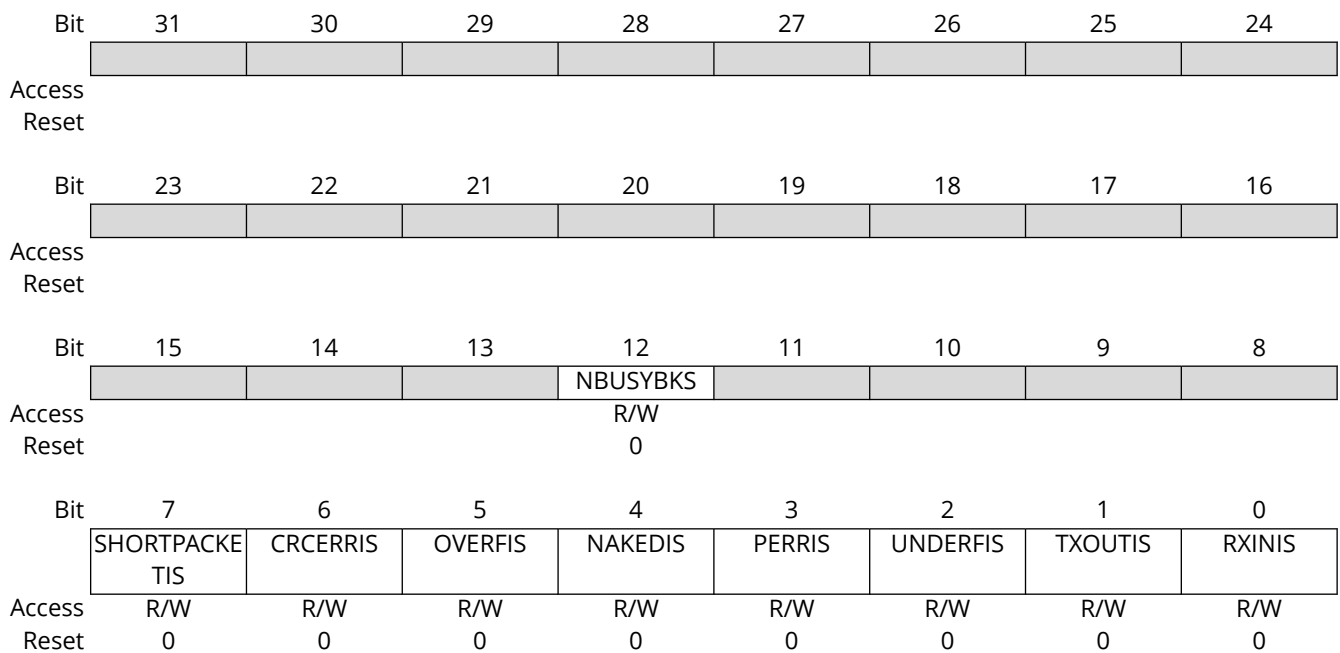 Bit 31 30 29 28 27 26 25 24
Access
Reset
Bit 23 22 21 20 19 18 17 16
Access
Reset
Bit 15 14 13 12 11 10 9 8
NBUSYBKS
Access R/W
Reset 0
Bit 7 6 5 4 3 2 1 0
SHORTPACKE CRCERRIS OVERFIS NAKEDIS PERRIS UNDERFIS TXOUTIS RXINIS
TIS
Access R/W R/W R/W R/W R/W R/W R/W R/W
Reset 0 0 0 0 0 0 0 0